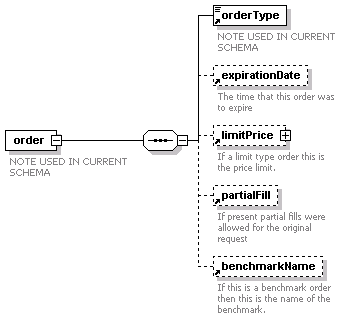 orderType
NOTE USED IN CURRENT
SCHEMA
expirationDate
The time that this order was
to expire
order
NOTE USED IN CURRENT
SCHEMA
limitPrice
If a limit type order this is
the price limit.
partialFill
If present partial fills were
allowed for the original
request
benchmarkName
If this is a benchmark order
then this is the name of the
benchmark.